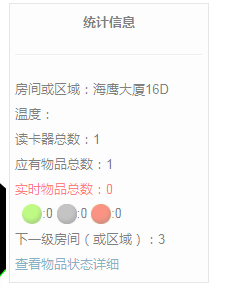 统计信息
房间或区域：海鹰大厦16D
温度：
读卡器总数：1
应有物品总数：1
实时物品总数：0
:0 :0 :0
下一级房间（或区域）：3
查看物品状态详细